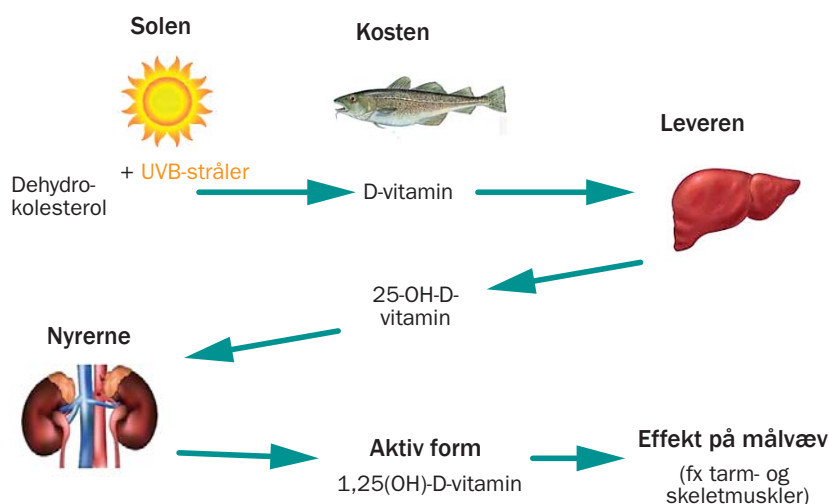 Solen
Kosten
Leveren
Dehydro-
kolesterol
+ UVB-stråler
D-vitamin
25-OH-D-
vitamin
Nyrerne
Aktiv form
1,25(OH)-D-vitamin
Effekt på målvæv
(fx tarm- og
skeletmuskler)